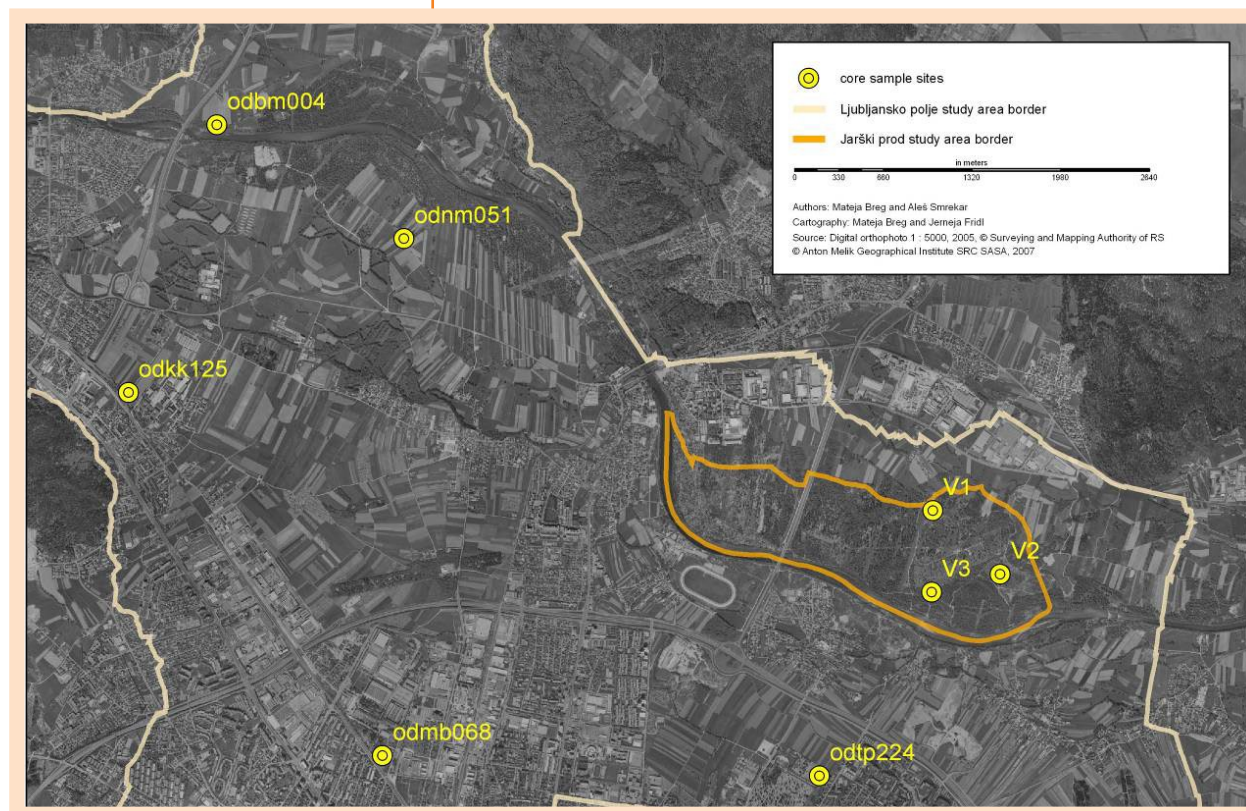 core sample sites
Ljubljansko polje study area border
Jarški prod study area border
in meters
0 330 660 1320 1980 2640
Authors: Mateja Breg and Aleš Smrekar
Cartography: Mateja Breg and Jerneja Fridl
Source: Digital orthophoto 1 : 5000, 2005, © Surveying and Mapping Authority of RS
© Anton Melik Geographical Institute SRC SASA, 2007
odbm004
odnm051
odkk125
V1
V2
V3
odmb068
odtp224